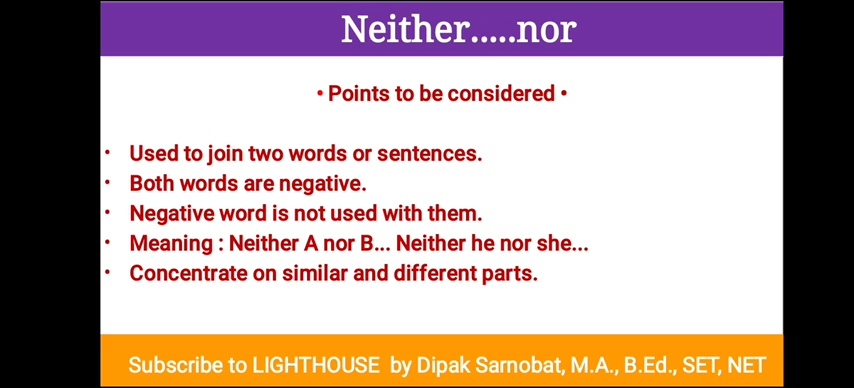 Neither.....nor
• Points to be considered •
• Used to join two words or sentences.
• Both words are negative.
• Negative word is not used with them.
• Meaning : Neither A nor B... Neither he nor she...
• Concentrate on similar and different parts.
Subscribe to LIGHTHOUSE by Dipak Sarnobat, M.A., B.Ed., SET, NET